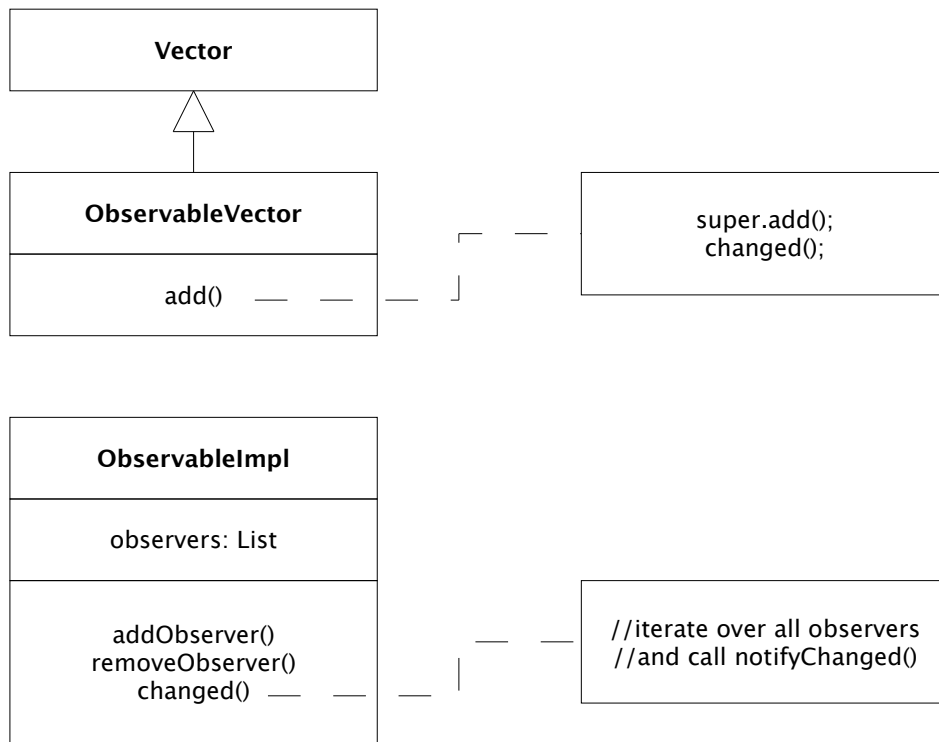 Vector
ObservableVector
add()
super.add();
changed();
ObservableImpl
observers: List
addObserver()
removeObserver()
changed()
//iterate over all observers
//and call notifyChanged()